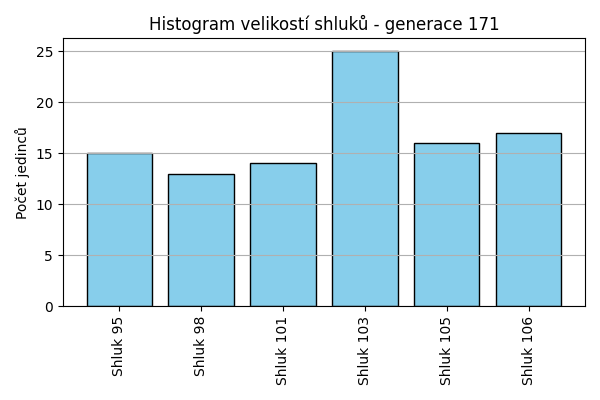 Histogram velikostí shluků - generace 171
Počet jedinců
25
20
15
10
5
0
Shluk 95
Shluk 98
Shluk 101
Shluk 103
Shluk 105
Shluk 106